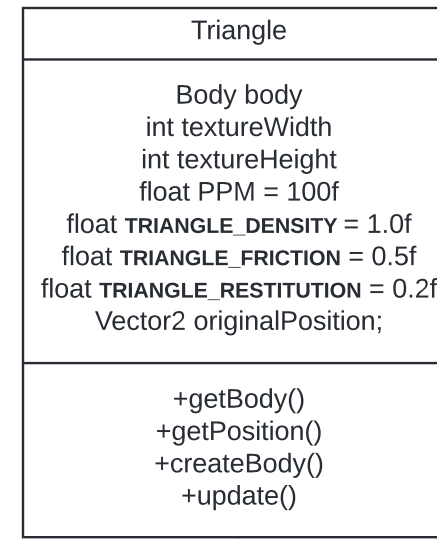 Triangle
Body body
int textureWidth
int textureHeight
float PPM = 100f
float TRIANGLE_DENSITY = 1.0f
float TRIANGLE_FRICTION = 0.5f
float TRIANGLE_RESTITUTION = 0.2f
Vector2 originalPosition;
+getBody()
+getPosition()
+createBody()
+update()